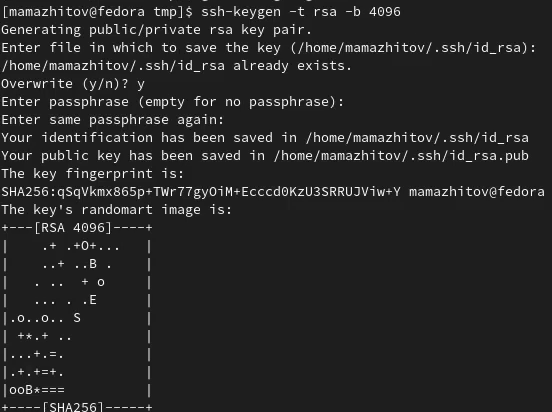 [mamazhitov@fedora tmp]$ ssh-keygen -t rsa -b 4096
Generating public/private rsa key pair.
Enter file in which to save the key (/home/mamazhitov/.ssh/id_rsa):
/home/mamazhitov/.ssh/id_rsa already exists.
Overwrite (y/n)? y
Enter passphrase (empty for no passphrase):
Enter same passphrase again:
Your identification has been saved in /home/mamazhitov/.ssh/id_rsa
Your public key has been saved in /home/mamazhitov/.ssh/id_rsa.pub
The key fingerprint is:
SHA256:qSqVkmx865p+TWr77gyOiM+Ecccd0KzU3SRRUJViw+Y mamazhitov@fedora
The key's randomart image is:
+---[RSA 4096]----+
|    .+ .+O+...   |
|    ..+ ..B .    |
|   . ..  + o     |
|   ... . .E      |
|.o..o.. S        |
| +*.+ ..         |
|...+.=.          |
|.+.+=+.          |
|ooB*===          |
+----[SHA256]-----+